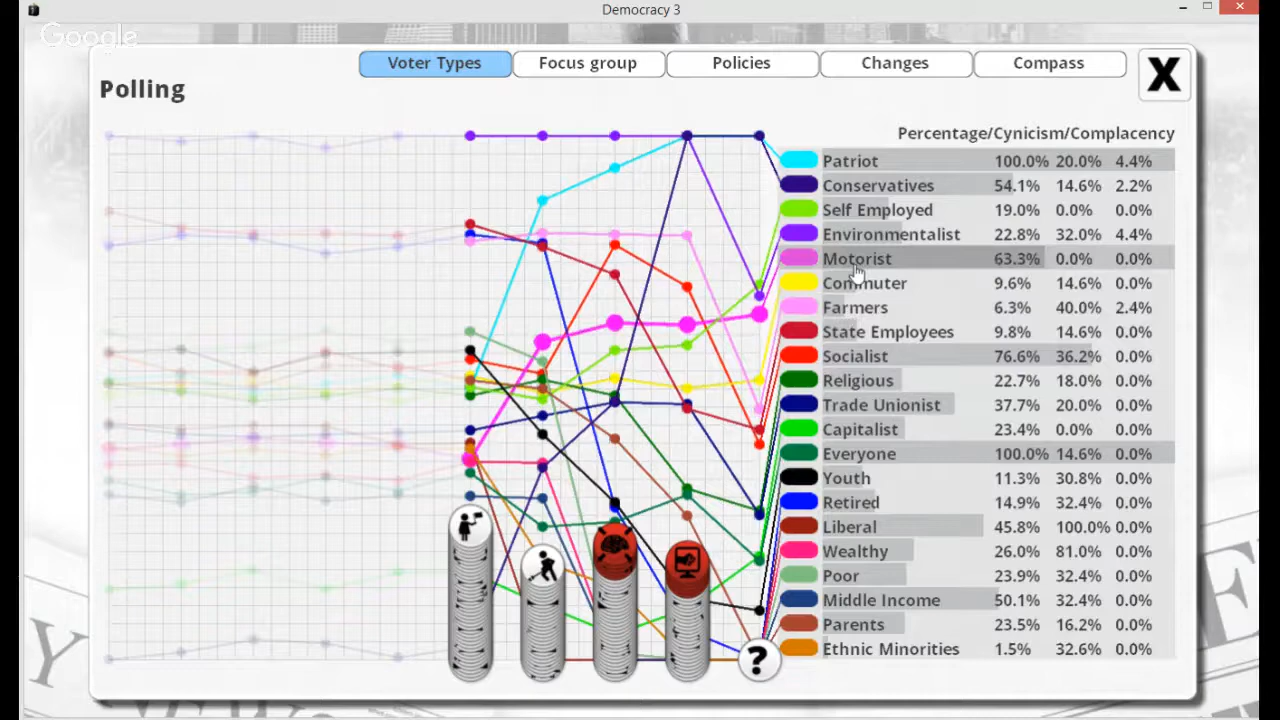 Democracy 3
Google
Voter Types Focus group Policies Changes Compass X
Polling
Percentage/Cynicism/Complacency
Patriot 100.0% 20.0% 4.4%
Conservatives 54.1% 14.6% 2.2%
Self Employed 19.0% 0.0% 0.0%
Environmentalist 22.8% 32.0% 4.4%
Motorist 63.3% 0.0% 0.0%
Commuter 9.6% 14.6% 0.0%
Farmers 6.3% 40.0% 2.4%
State Employees 9.8% 14.6% 0.0%
Socialist 76.6% 36.2% 0.0%
Religious 22.7% 18.0% 0.0%
Trade Unionist 37.7% 20.0% 0.0%
Capitalist 23.4% 0.0% 0.0%
Everyone 100.0% 14.6% 0.0%
Youth 11.3% 30.8% 0.0%
Retired 14.9% 32.4% 0.0%
Liberal 45.8% 100.0% 0.0%
Wealthy 26.0% 81.0% 0.0%
Poor 23.9% 32.4% 0.0%
Middle Income 50.1% 32.4% 0.0%
Parents 23.5% 16.2% 0.0%
Ethnic Minorities 1.5% 32.6% 0.0%
?